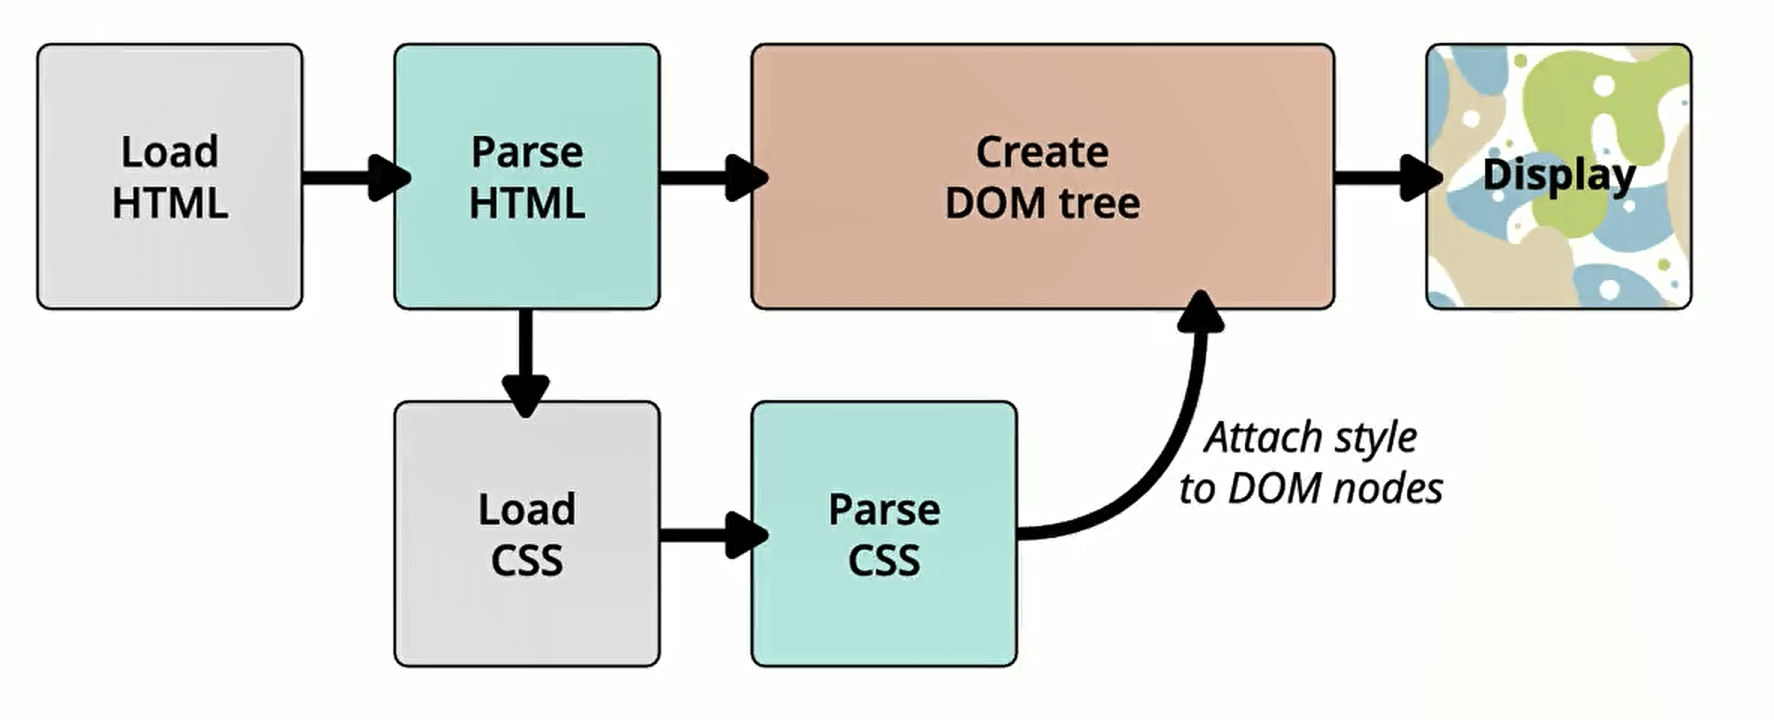 Load
HTML
Parse
HTML
Create
DOM tree
Display
Load
CSS
Parse
CSS
Attach style
to DOM nodes